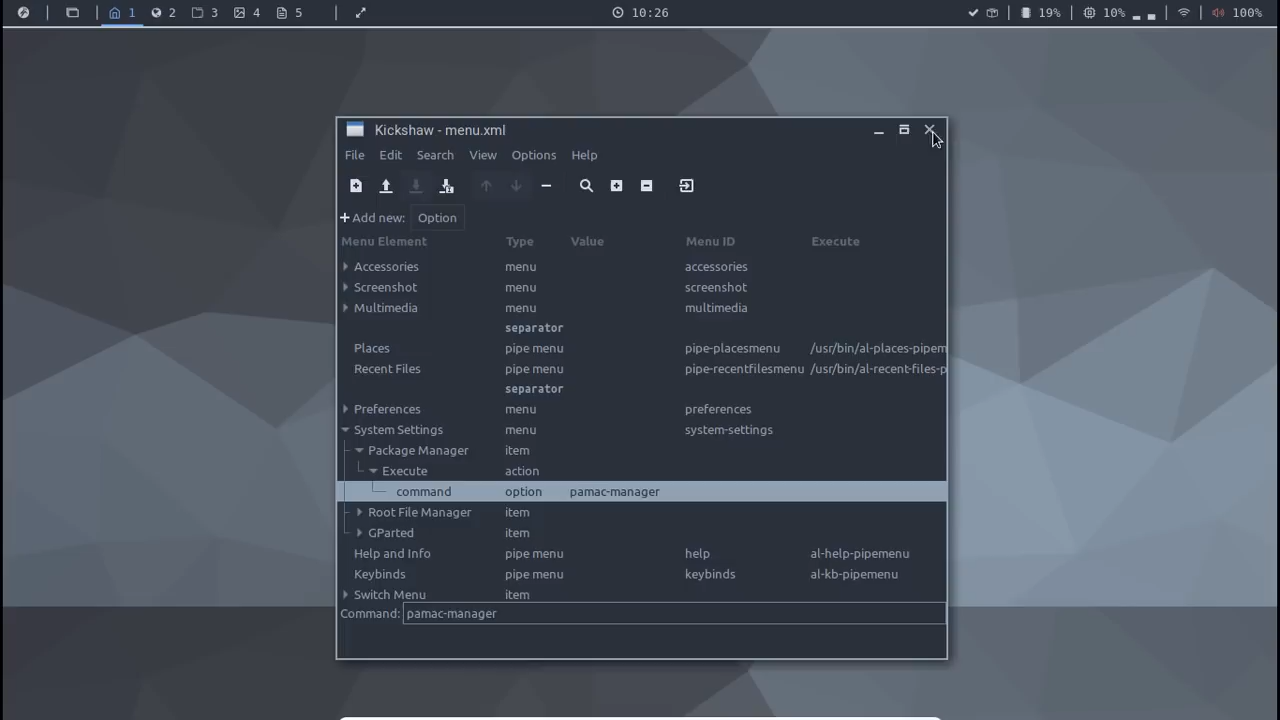 1 2 3 4 5 10:26 19% 10% 100%
Kickshaw - menu.xml
File Edit Search View Options Help
Add new: Option
Menu Element Type Value Menu ID Execute
Accessories menu accessories
Screenshot menu screenshot
Multimedia menu multimedia
separator
Places pipe menu pipe-placesmenu /usr/bin/al-places-pipem
Recent Files pipe menu pipe-recentfilesmenu /usr/bin/al-recent-files-p
separator
Preferences menu preferences
System Settings menu system-settings
Package Manager item
Execute action
command option pamac-manager
Root File Manager item
GParted item
Help and Info pipe menu help al-help-pipemenu
Keybinds pipe menu keybinds al-kb-pipemenu
Switch Menu item
Command: pamac-manager